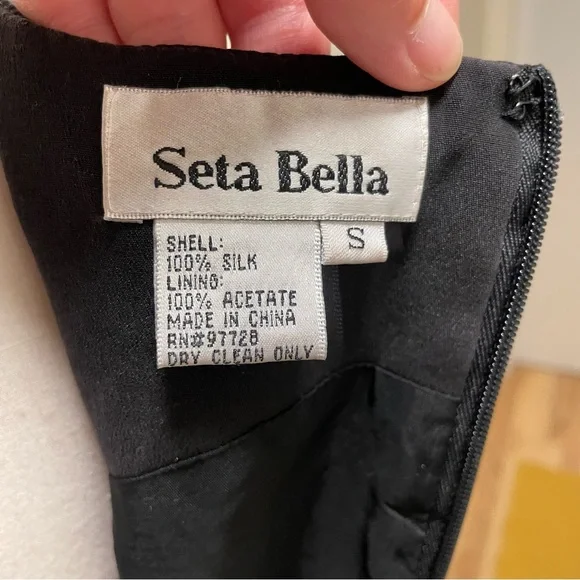 Seta Bella
S
SHELL:
100% SILK
LINING:
100% ACETATE
MADE IN CHINA
RN#97728
DRY CLEAN ONLY